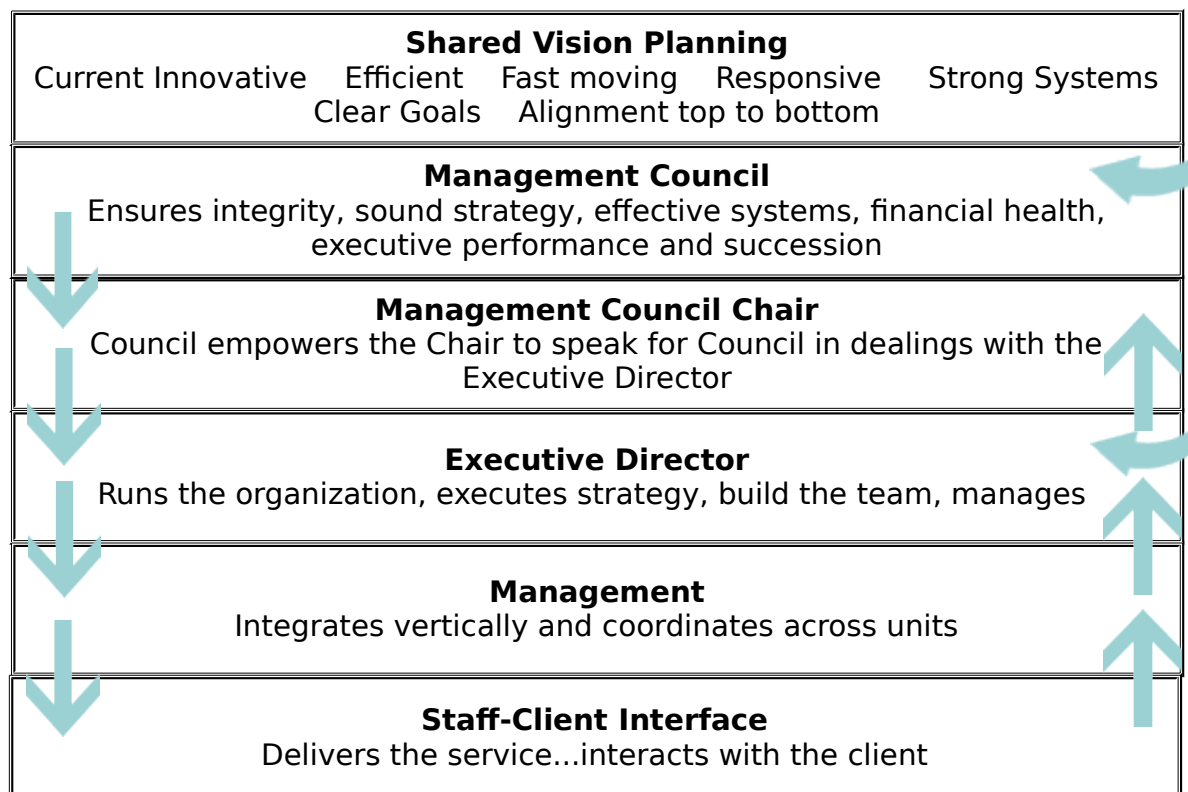 Shared Vision Planning
Current Innovative Efficient Fast moving Responsive Strong Systems
Clear Goals Alignment top to bottom
Management Council
Ensures integrity, sound strategy, effective systems, financial health,
executive performance and succession
Management Council Chair
Council empowers the Chair to speak for Council in dealings with the
Executive Director
Executive Director
Runs the organization, executes strategy, build the team, manages
Management
Integrates vertically and coordinates across units
Staff-Client Interface
Delivers the service...interacts with the client